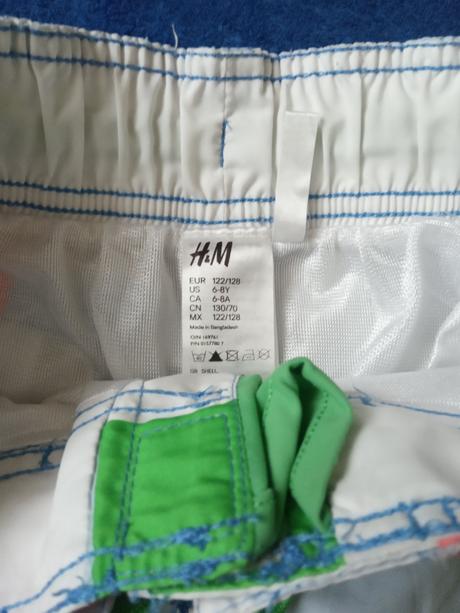 H&M
EUR 122/128
US 6-8Y
CA 6-8A
CN 130/70
MX 122/128
Made in Bangladesh
GB SHELL